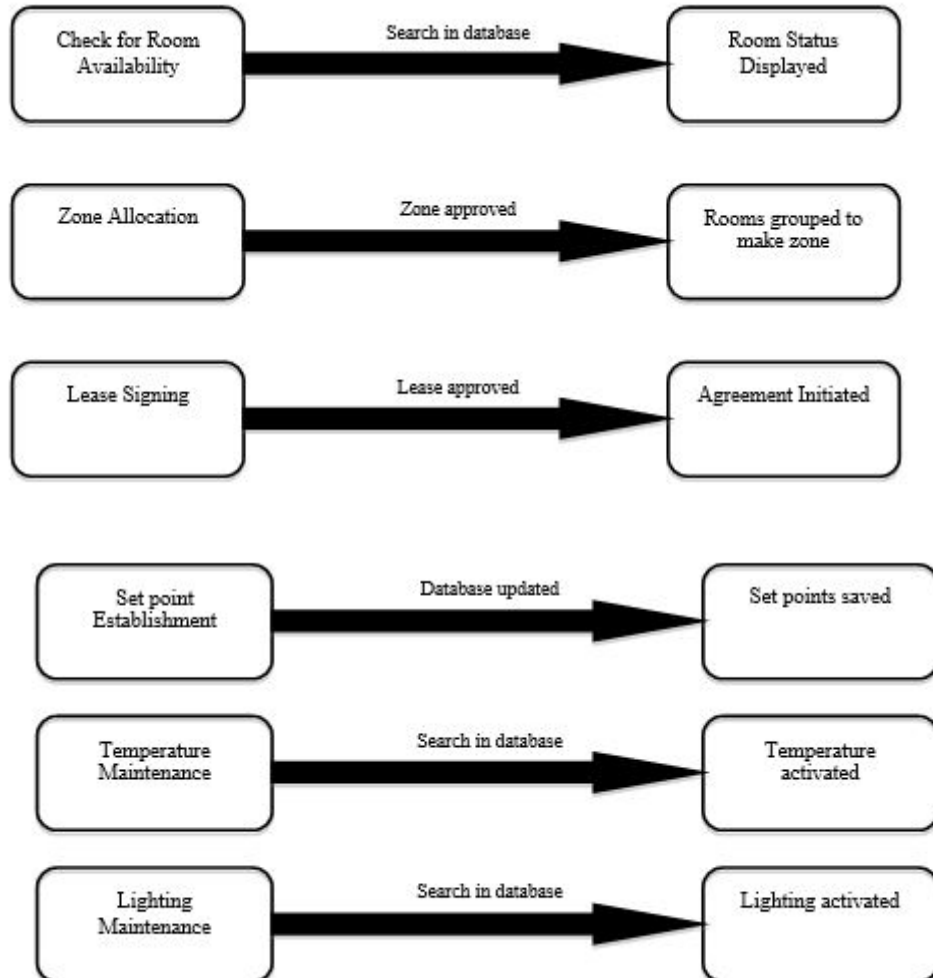 Check for Room
Availability
Search in database
Room Status
Displayed
Zone Allocation
Zone approved
Rooms grouped to
make zone
Lease Signing
Lease approved
Agreement Initiated
Set point
Establishment
Database updated
Set points saved
Temperature
Maintenance
Search in database
Temperature
activated
Lighting
Maintenance
Search in database
Lighting activated